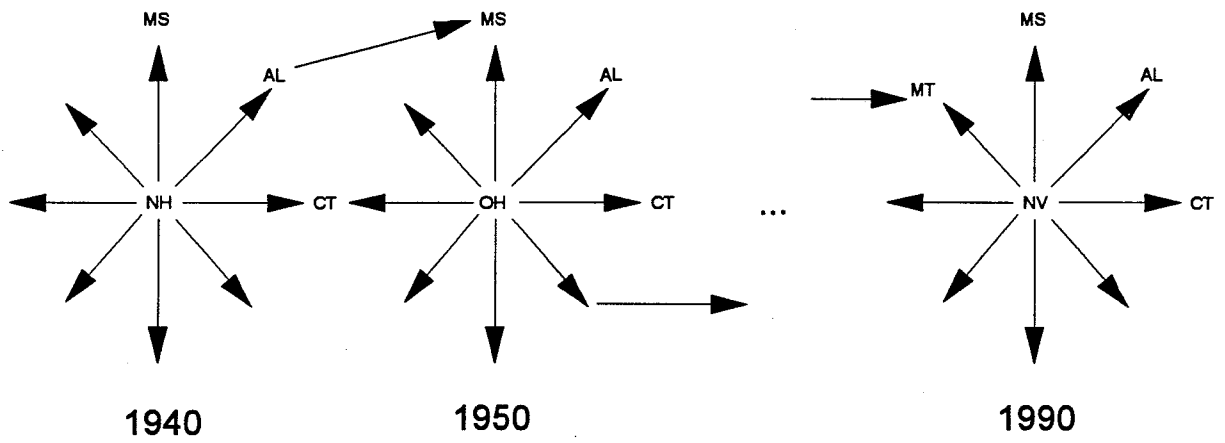 MS MS MS
AL AL MT AL
NH CT OH CT ... NV CT
1940 1950 1990